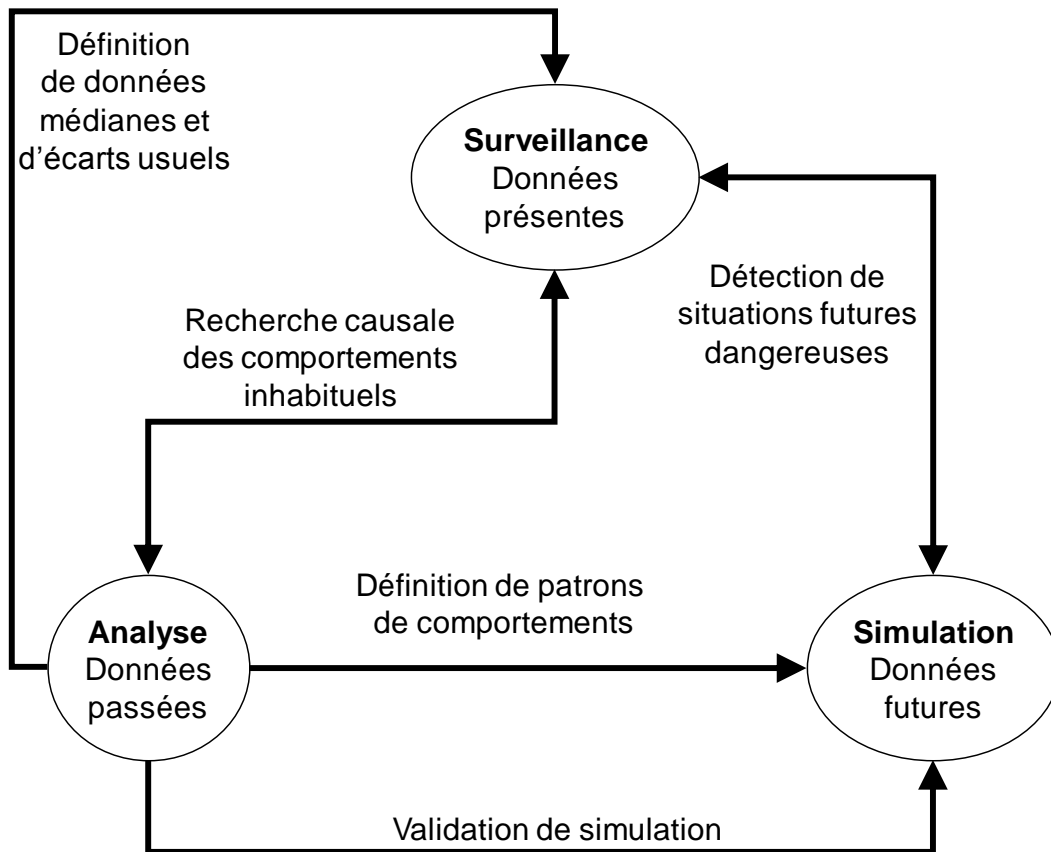 Définition
de données
médianes et
d'écarts usuels
Surveillance
Données
présentes
Détection de
situations futures
dangereuses
Recherche causale
des comportements
inhabituels
Définition de patrons
de comportements
Analyse
Données
passées
Simulation
Données
futures
Validation de simulation